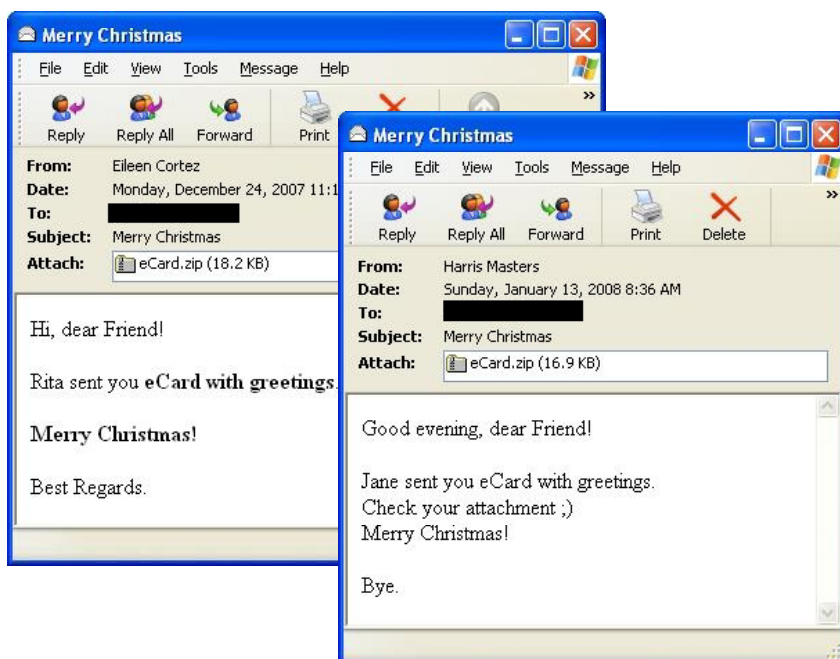 Merry Christmas
File Edit View Tools Message Help
Reply Reply All Forward Print
From: Eileen Cortez
Date: Monday, December 24, 2007 11:1
To:
Subject: Merry Christmas
Attach: eCard.zip (18.2 KB)
Hi, dear Friend!
Rita sent you eCard with greetings.
Merry Christmas!
Best Regards.
Merry Christmas
File Edit View Tools Message Help
Reply Reply All Forward Print Delete
From: Harris Masters
Date: Sunday, January 13, 2008 8:36 AM
To:
Subject: Merry Christmas
Attach: eCard.zip (16.9 KB)
Good evening, dear Friend!
Jane sent you eCard with greetings.
Check your attachment ;)
Merry Christmas!
Bye.